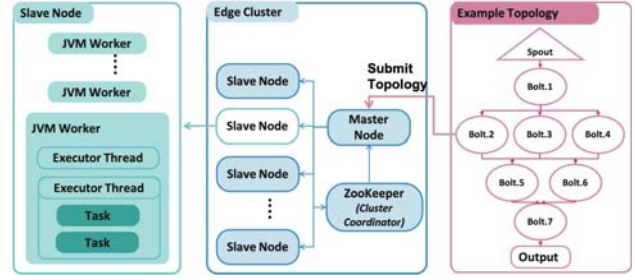 Slave Node
JVM Worker
JVM Worker
JVM Worker
Executor Thread
Executor Thread
Task
Task
Edge Cluster
Slave Node
Slave Node
Slave Node
Slave Node
Master
Node
ZooKeeper
(Cluster
Coordinator)
Submit
Topology
Example Topology
Spout
Bolt.1
Bolt.2
Bolt.3
Bolt.4
Bolt.5
Bolt.6
Bolt.7
Output